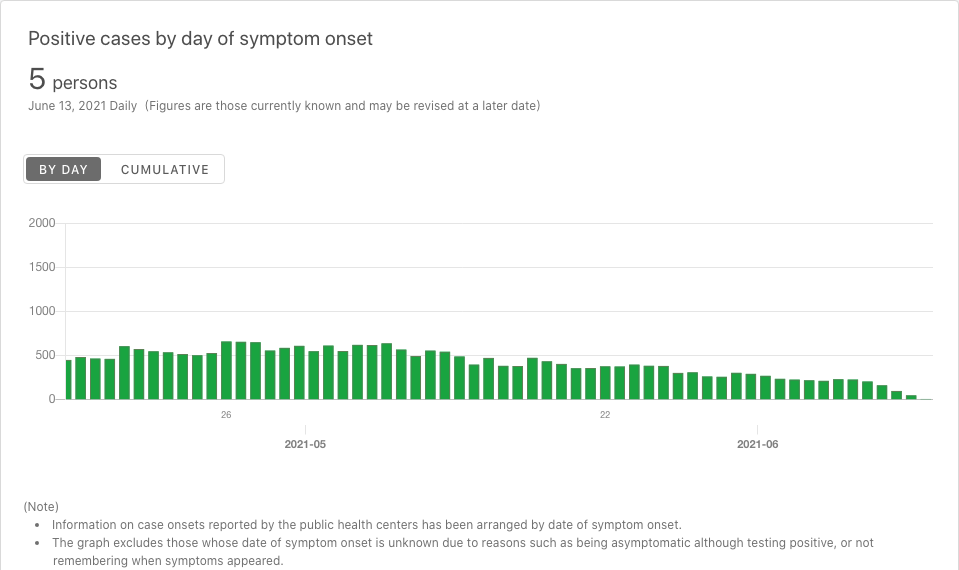 Positive cases by day of symptom onset
5 persons
June 13, 2021 Daily (Figures are those currently known and may be revised at a later date)
BY DAY CUMULATIVE
2000
1500
1000
500
0
26 22
2021-05 2021-06
(Note)
• Information on case onsets reported by the public health centers has been arranged by date of symptom onset.
• The graph excludes those whose date of symptom onset is unknown due to reasons such as being asymptomatic although testing positive, or not
remembering when symptoms appeared.